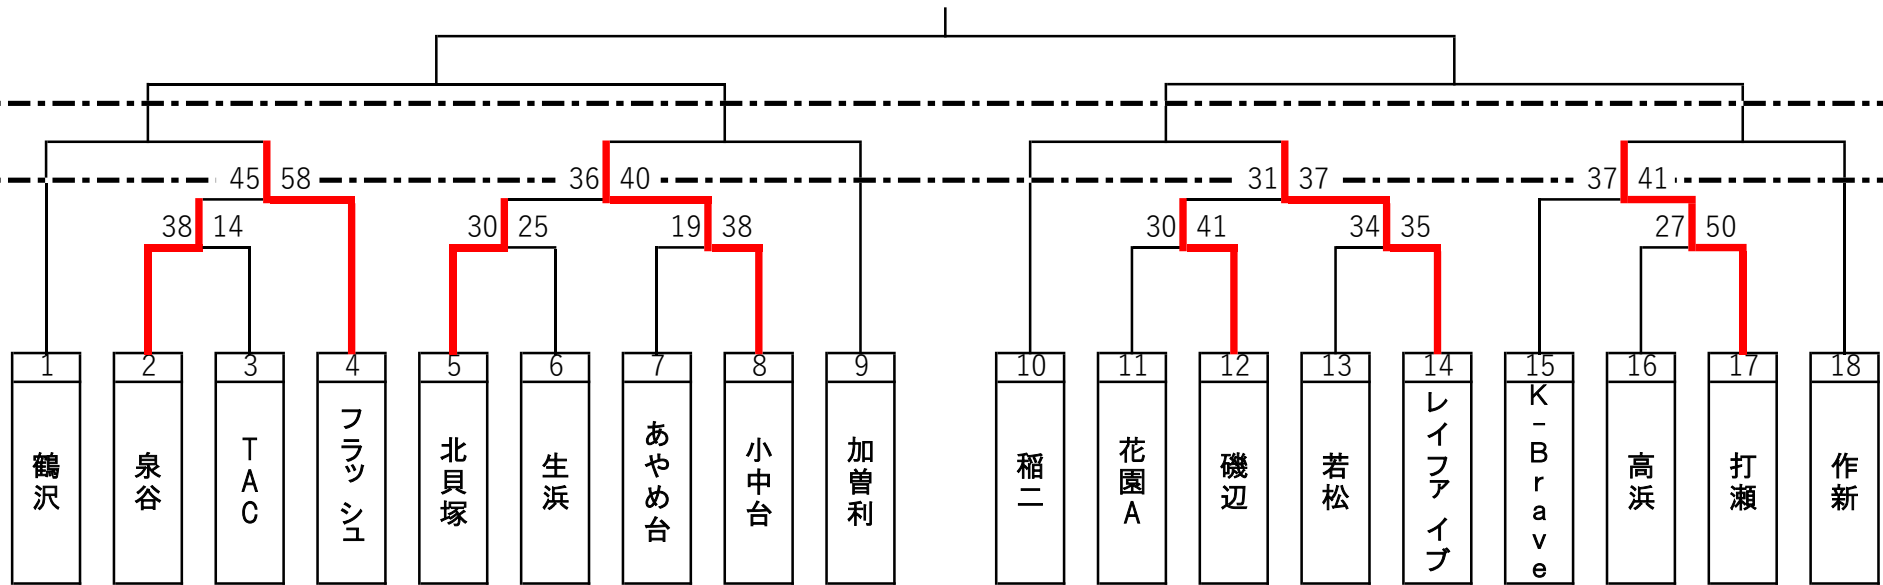 45 58 36 40 31 37 37 41
38 14 30 25 19 38 30 41 34 35 27 50
1 2 3 4 5 6 7 8 9 10 11 12 13 14 15 16 17 18
鶴沢
泉谷
TAC
フラッシュ
北貝塚
生浜
あやめ台
小中台
加曽利
稲二
花園A
磯辺
若松
レイファイブ
K-Brave
高浜
打瀬
作新